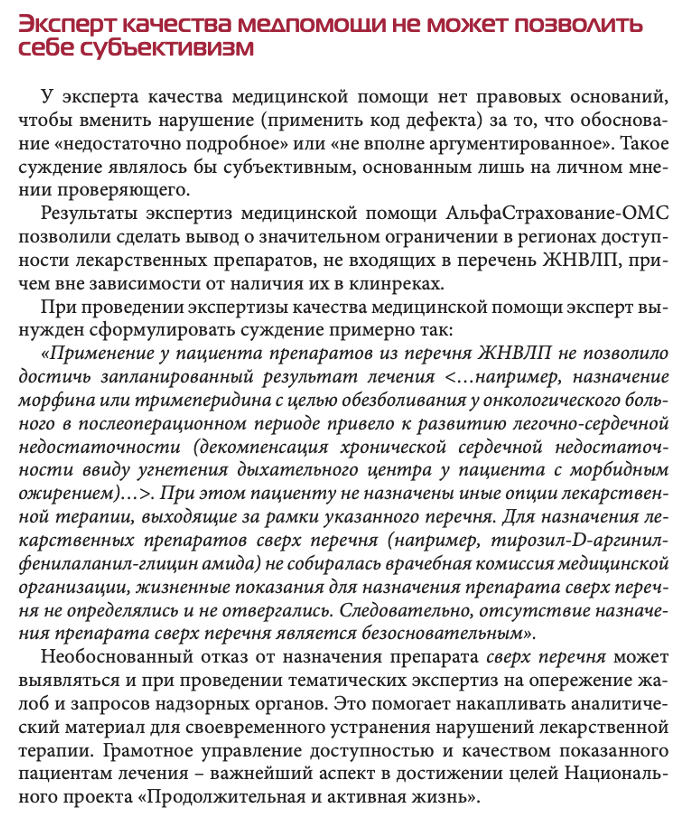 Эксперт качества медпомощи не может позволить
себе субъективизм
У эксперта качества медицинской помощи нет правовых оснований,
чтобы вменить нарушение (применить код дефекта) за то, что обоснова-
ние «недостаточно подробное» или «не вполне аргументированное». Такое
суждение являлось бы субъективным, основанным лишь на личном мне-
нии проверяющего.
Результаты экспертиз медицинской помощи АльфаСтрахование-ОМС
позволили сделать вывод о значительном ограничении в регионах доступ-
ности лекарственных препаратов, не входящих в перечень ЖНВЛП, при-
чем вне зависимости от наличия их в клинреках.
При проведении экспертизы качества медицинской помощи эксперт вы-
нужден сформулировать суждение примерно так:
«Применение у пациента препаратов из перечня ЖНВЛП не позволило
достичь запланированный результат лечения <…например, назначение
морфина или тримеперидина с целью обезболивания у онкологического боль-
ного в послеоперационном периоде привело к развитию легочно-сердечной
недостаточности (декомпенсация хронической сердечной недостаточ-
ности ввиду угнетения дыхательного центра у пациента с морбидным
ожирением)…>. При этом пациенту не назначены иные опции лекарствен-
ной терапии, выходящие за рамки указанного перечня. Для назначения ле-
карственных препаратов сверх перечня (например, тирозил-D-аргинил-
фенилаланил-глицин амида) не собиралась врачебная комиссия медицинской
организации, жизненные показания для назначения препарата сверх переч-
ня не определялись и не отвергались. Следовательно, отсутствие назначе-
ния препарата сверх перечня является безосновательным».
Необоснованный отказ от назначения препарата сверх перечня может
выявляться и при проведении тематических экспертиз на опережение жа-
лоб и запросов надзорных органов. Это помогает накапливать аналитиче-
ский материал для своевременного устранения нарушений лекарственной
терапии. Грамотное управление доступностью и качеством показанного
пациентам лечения – важнейший аспект в достижении целей Националь-
ного проекта «Продолжительная и активная жизнь».